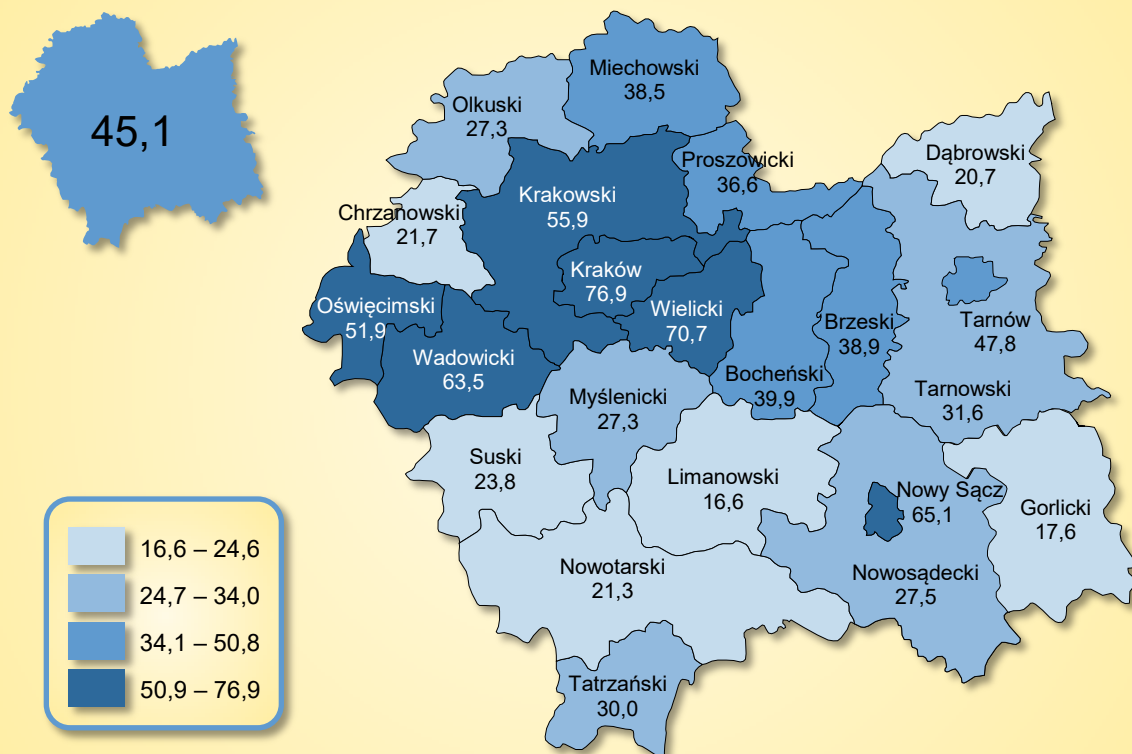 45,1
Miechowski
38,5
Olkuski
27,3
Proszowicki
36,6
Dąbrowski
20,7
Krakowski
55,9
Chrzanowski
21,7
Kraków
76,9
Oświęcimski
51,9
Wielicki
70,7
Brzeski
38,9
Tarnów
47,8
Wadowicki
63,5
Bocheński
39,9
Myślenicki
27,3
Tarnowski
31,6
Suski
23,8
Limanowski
16,6
Nowy Sącz
65,1
Gorlicki
17,6
Nowotarski
21,3
Nowosądecki
27,5
Tatrzański
30,0
16,6 – 24,6
24,7 – 34,0
34,1 – 50,8
50,9 – 76,9